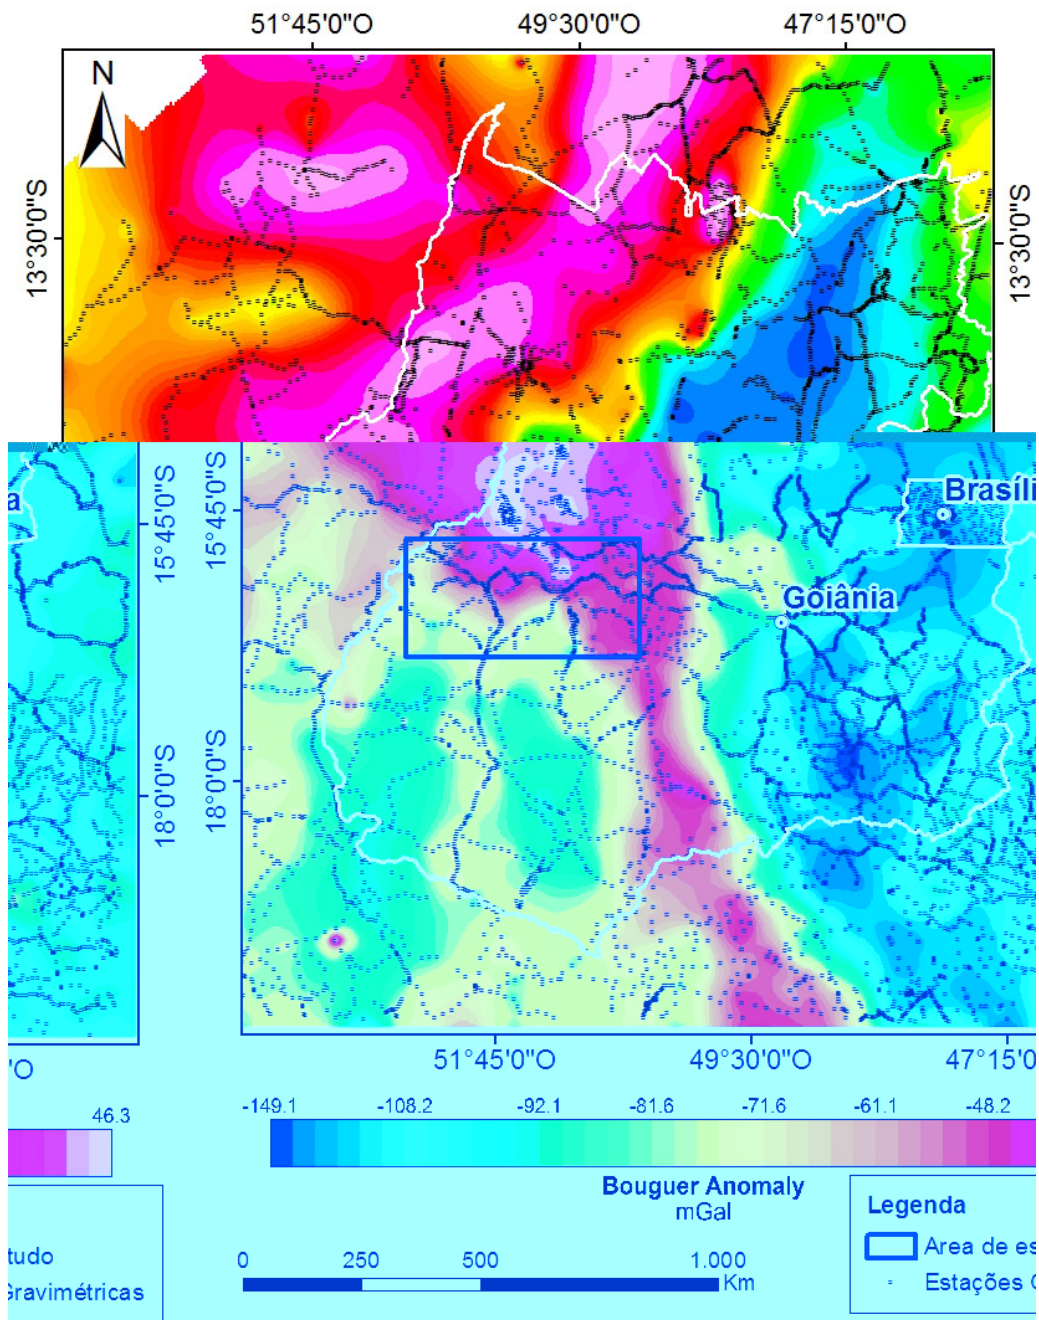 51°45'0"O 49°30'0"O 47°15'0"O
N
13°30'0"S
13°30'0"S
a
15°45'0"S
15°45'0"S
Brasíli
Goiânia
18°0'0"S
18°0'0"S
'O
51°45'0"O 49°30'0"O 47°15'0
46.3
-149.1 -108.2 -92.1 -81.6 -71.6 -61.1 -48.2
Bouguer Anomaly
mGal
Legenda
tudo
Area de es
Gravimétricas
0 250 500 1.000
Km
Estações G